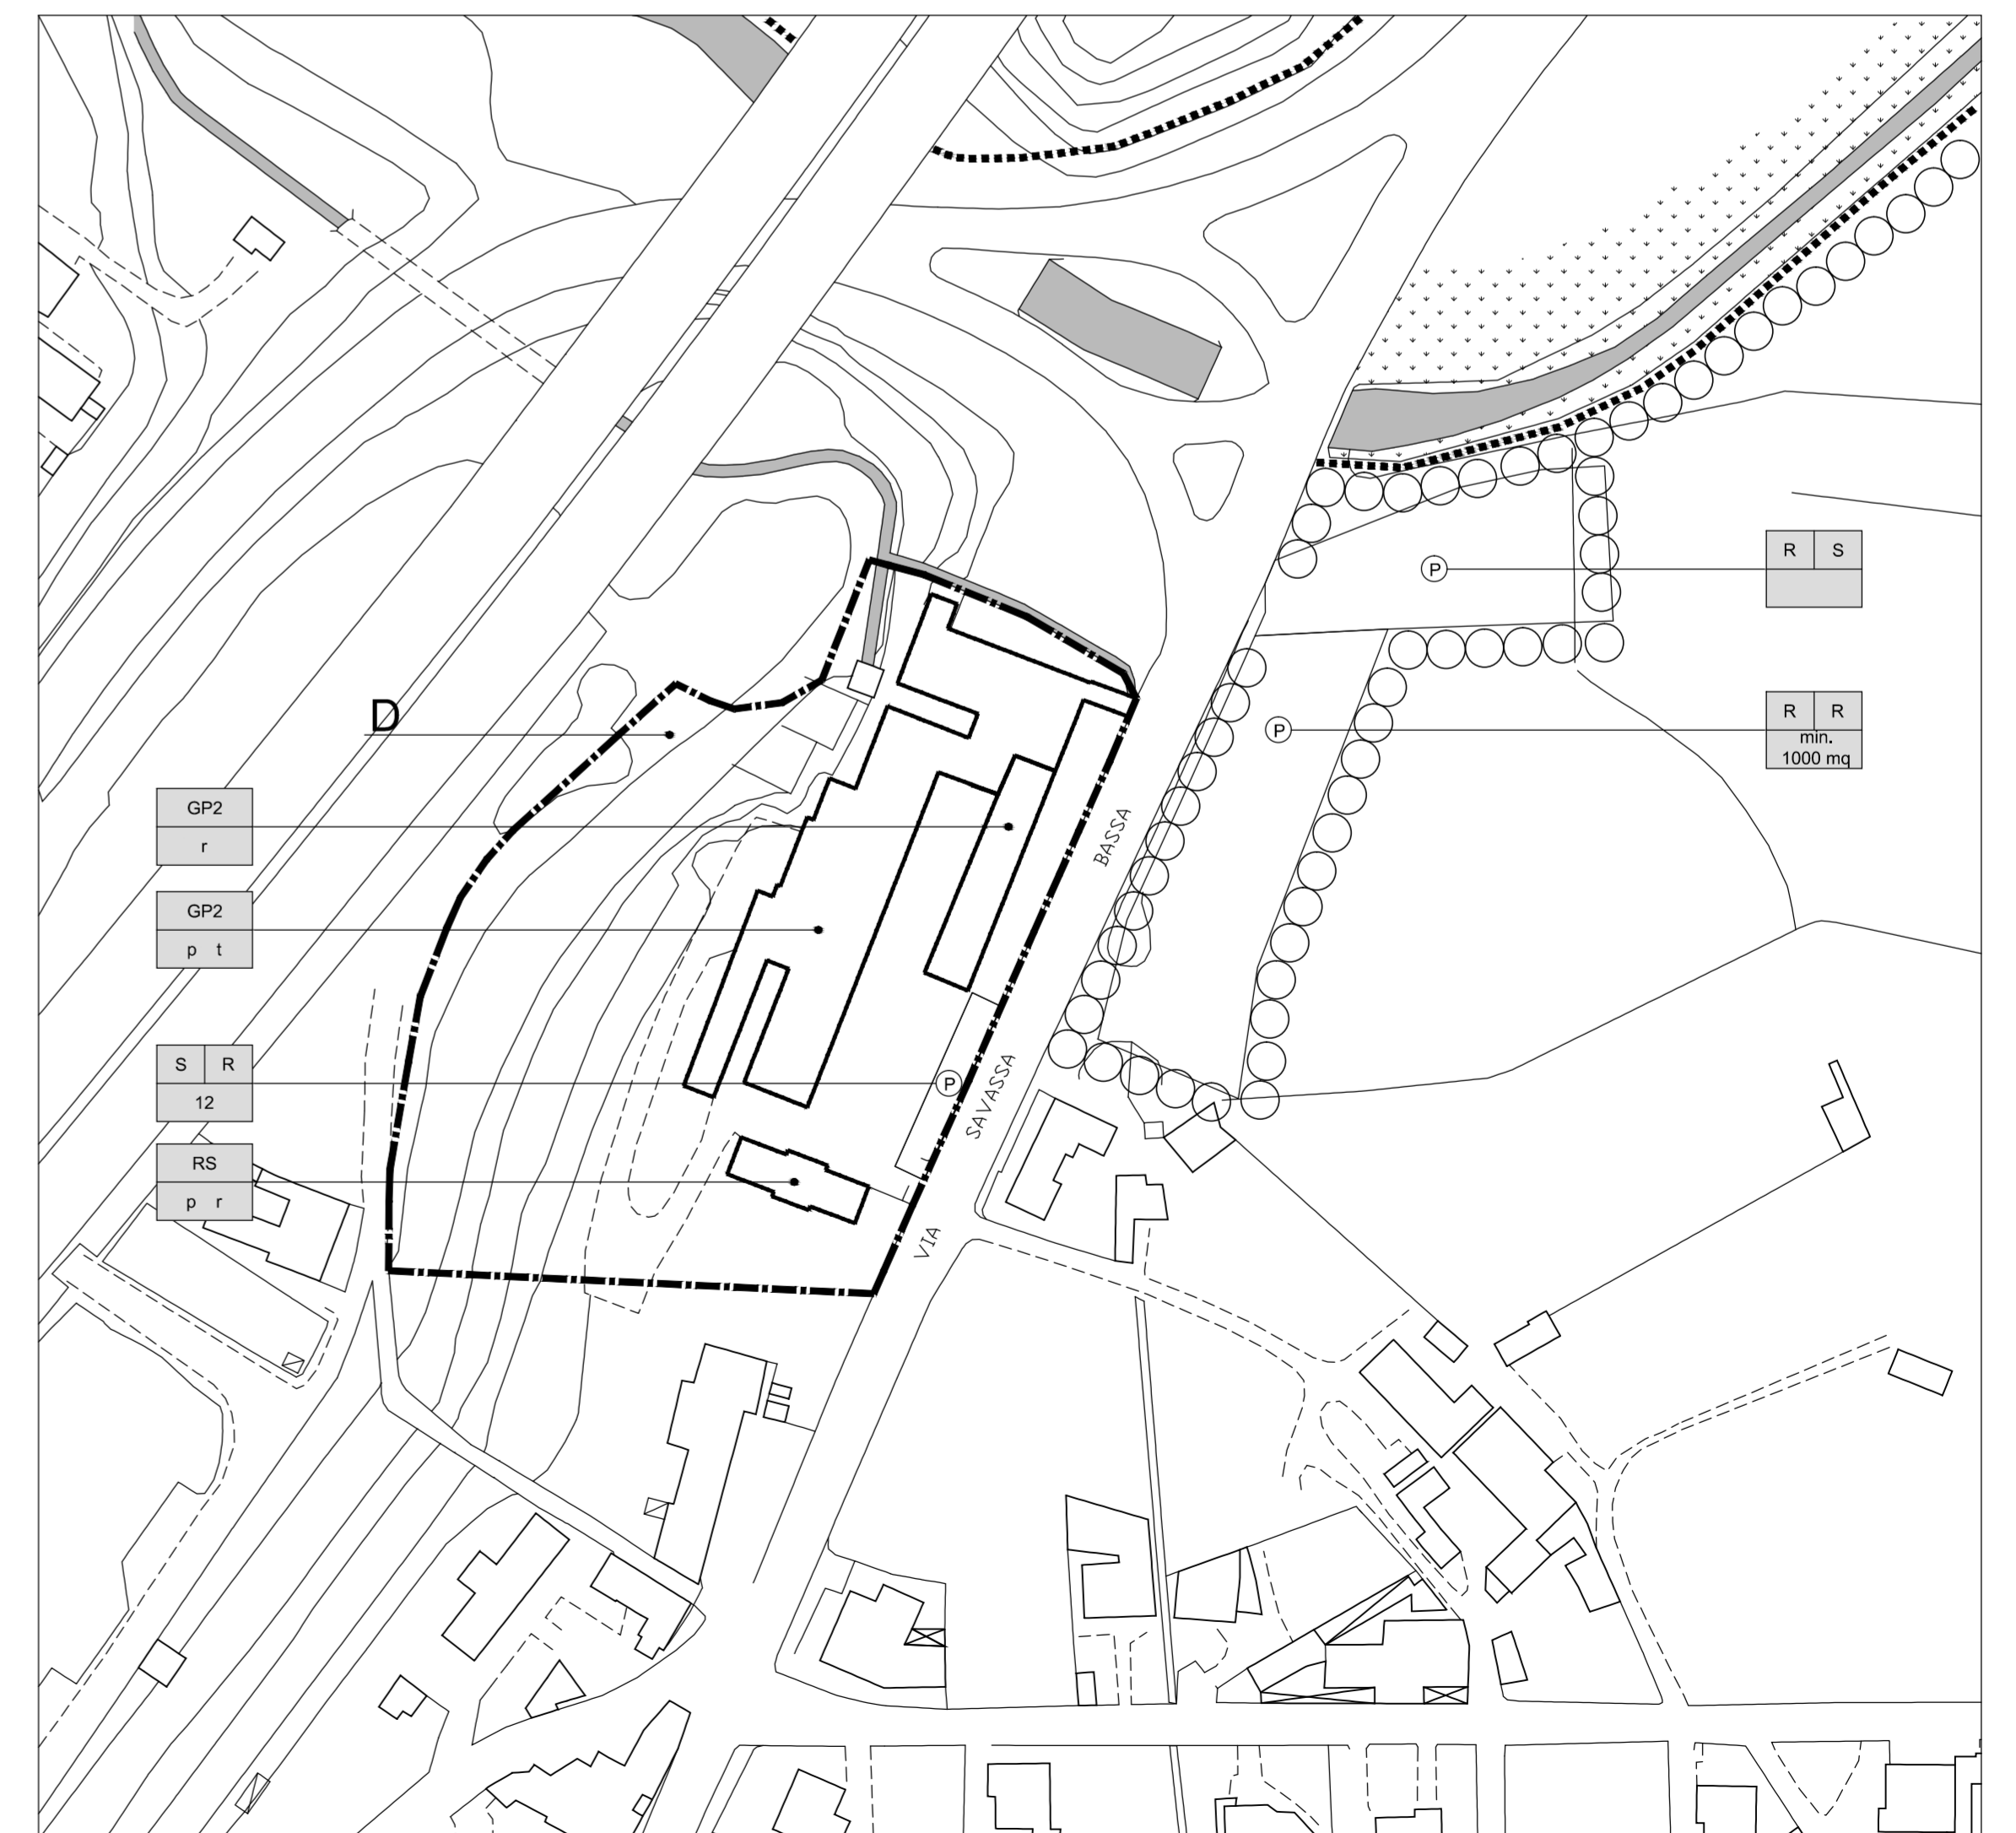 R S
P
R R
P
min.
1000 mq
D
GP2
r
GP2
p t
S R
12
P
RS
p r
VIA SAVASSA BASSA